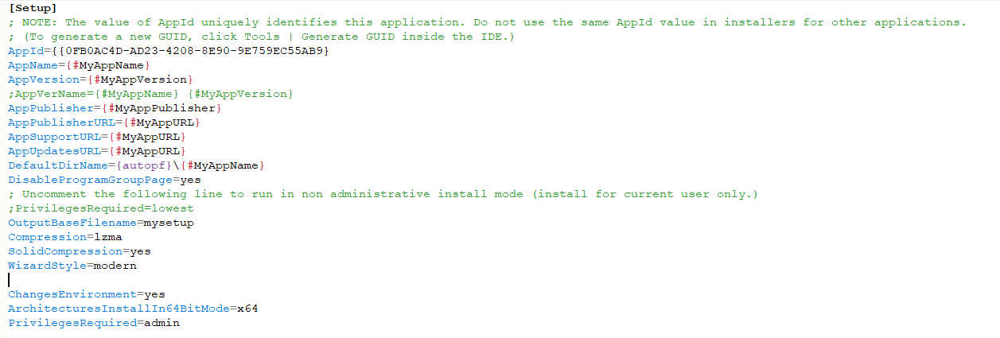 [Setup]
; NOTE: The value of AppId uniquely identifies this application. Do not use the same AppId value in installers for other applications.
; (To generate a new GUID, click Tools | Generate GUID inside the IDE.)
AppId={{0FB0AC4D-AD23-4208-8E90-9E759EC55AB9}
AppName={#MyAppName}
AppVersion={#MyAppVersion}
;AppVerName={#MyAppName} {#MyAppVersion}
AppPublisher={#MyAppPublisher}
AppPublisherURL={#MyAppURL}
AppSupportURL={#MyAppURL}
AppUpdatesURL={#MyAppURL}
DefaultDirName={autopf}\{#MyAppName}
DisableProgramGroupPage=yes
; Uncomment the following line to run in non administrative install mode (install for current user only.)
;PrivilegesRequired=lowest
OutputBaseFilename=mysetup
Compression=lzma
SolidCompression=yes
WizardStyle=modern
ChangesEnvironment=yes
ArchitecturesInstallIn64BitMode=x64
PrivilegesRequired=admin